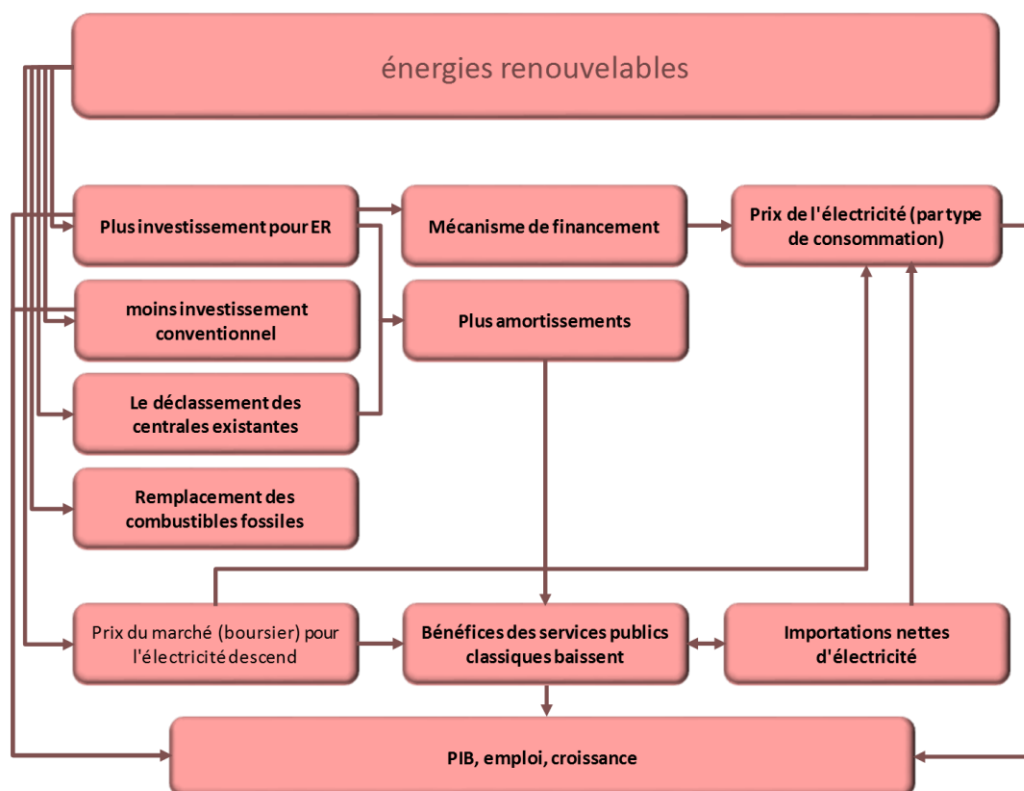 énergies renouvelables
Plus investissement pour ER
Mécanisme de financement
Prix de l'électricité (par type
de consommation)
moins investissement
conventionnel
Plus amortissements
Le déclassement des
centrales existantes
Remplacement des
combustibles fossiles
Prix du marché (boursier) pour
l'électricité descend
Bénéfices des services publics
classiques baissent
Importations nettes
d'électricité
PIB, emploi, croissance